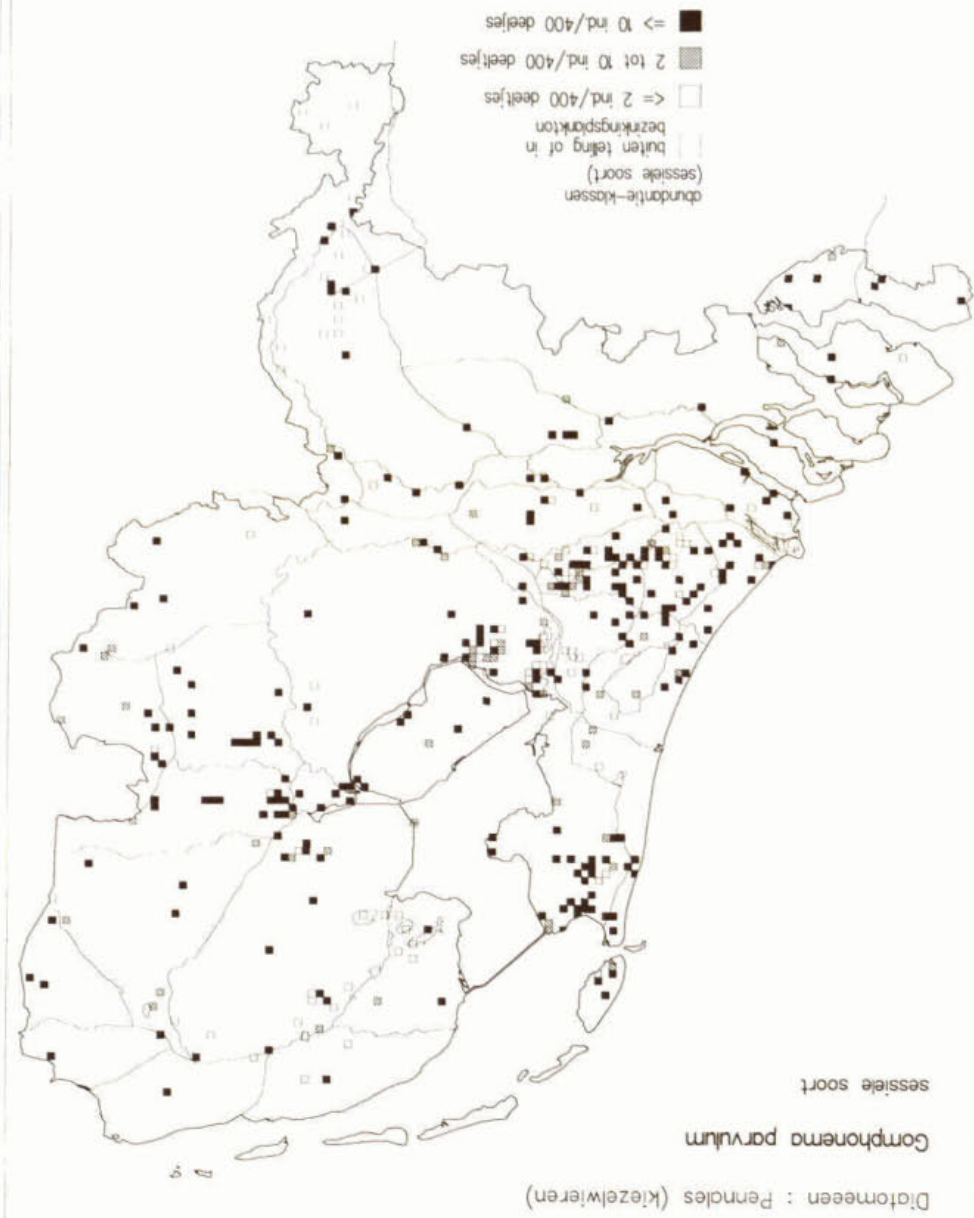 Diatomeeen : Pennales (kiezelwieren)
Gomphonema parvulum
sessiele soort
abundantie-klassen
(sessiele soort)
buiten telling of in
bezinkingsplankton
<= 2 ind./400 deeltjes
2 tot 10 ind./400 deeltjes
=> 10 ind./400 deeltjes